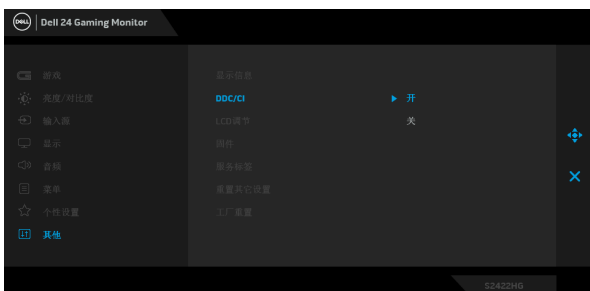 DELL Dell 24 Gaming Monitor
游戏 显示信息
亮度/对比度 DDC/CI 开
输入源 LCD调节 关
显示 固件
音频 服务标签
菜单 重置其它设置
个性设置 工厂重置
其他
S2422HG